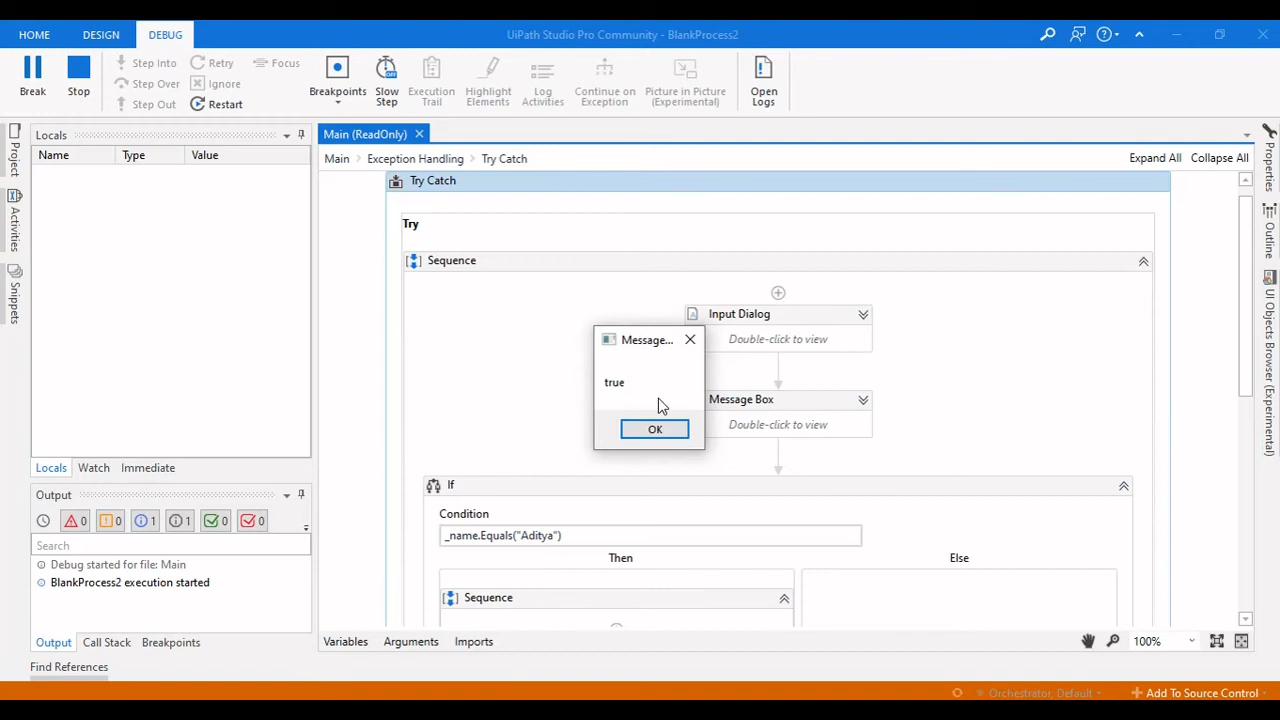 HOME
DESIGN
DEBUG
UiPath Studio Pro Community - BlankProcess2
Break
Stop
Step Into
Step Over
Step Out
Retry
Ignore
Restart
Focus
Breakpoints
Slow
Step
Execution
Trail
Highlight
Elements
Log
Activities
Continue on
Exception
Picture in Picture
(Experimental)
Open
Logs
Project
Activities
Snippets
Locals
Name
Type
Value
Main (ReadOnly)
Main > Exception Handling > Try Catch
Expand All
Collapse All
Try Catch
Try
Sequence
Input Dialog
Double-click to view
Message Box
Double-click to view
Message...
true
OK
If
Condition
_name.Equals("Aditya")
Then
Else
Sequence
Locals
Watch
Immediate
Output
0
0
1
1
0
0
Search
Debug started for file: Main
BlankProcess2 execution started
Output
Call Stack
Breakpoints
Find References
Variables
Arguments
Imports
100%
Properties
Outline
UI Objects Browser (Experimental)
Orchestrator, Default
Add To Source Control